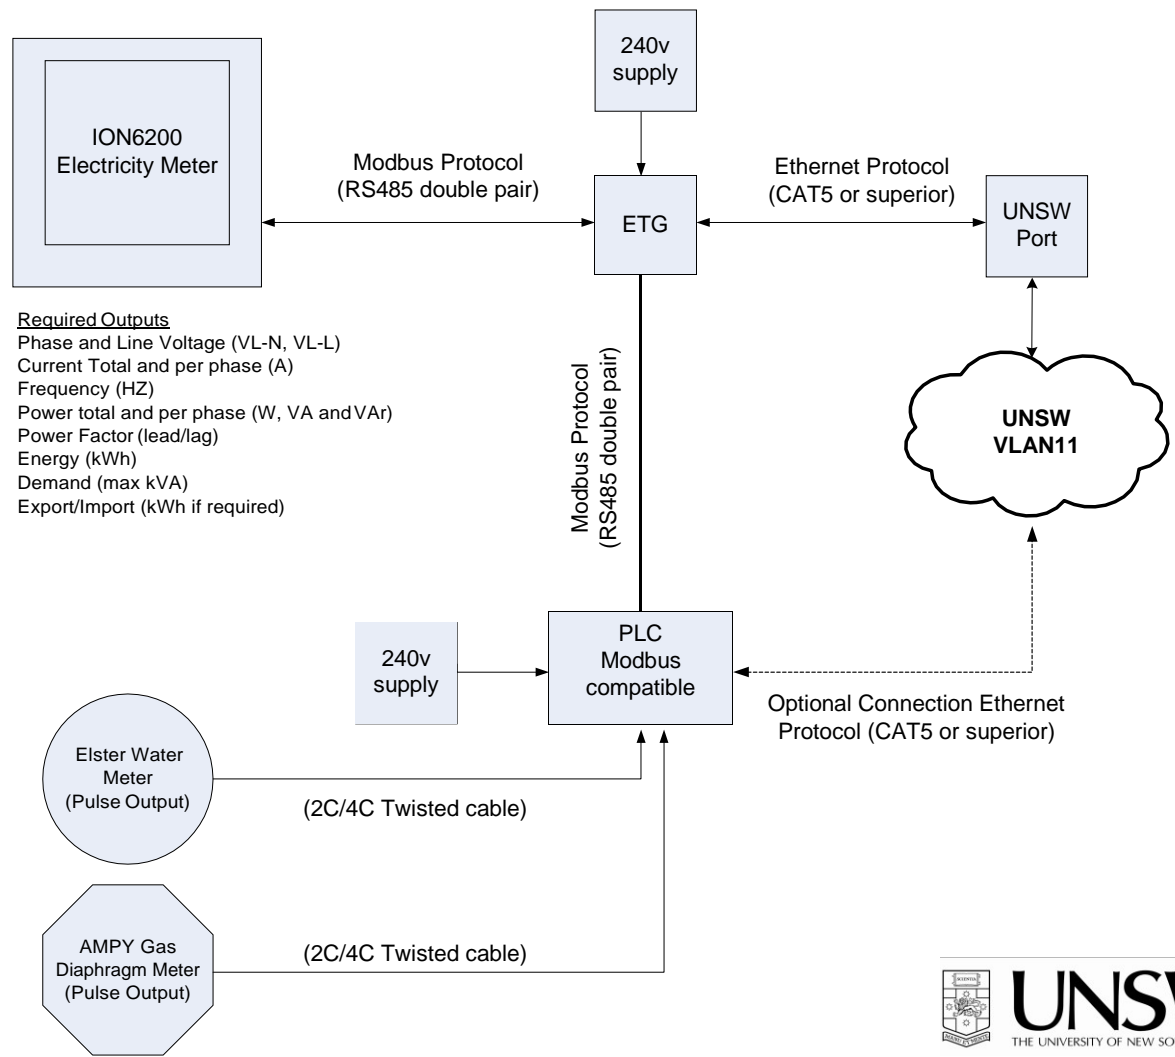 240v
supply
ION6200
Electricity Meter
Modbus Protocol
(RS485 double pair)
Ethernet Protocol
(CAT5 or superior)
ETG
UNSW
Port
Required Outputs
Phase and Line Voltage (VL-N, VL-L)
Current Total and per phase (A)
Frequency (HZ)
Power total and per phase (W, VA and VAr)
Power Factor (lead/lag)
Energy (kWh)
Demand (max kVA)
Export/Import (kWh if required)
Modbus Protocol
(RS485 double pair)
UNSW
VLAN11
PLC
Modbus
compatible
240v
supply
Optional Connection Ethernet
Protocol (CAT5 or superior)
Elster Water
Meter
(Pulse Output)
(2C/4C Twisted cable)
AMPY Gas
Diaphragm Meter
(Pulse Output)
(2C/4C Twisted cable)
SCIENTIA
UNSW
THE UNIVERSITY OF NEW SO